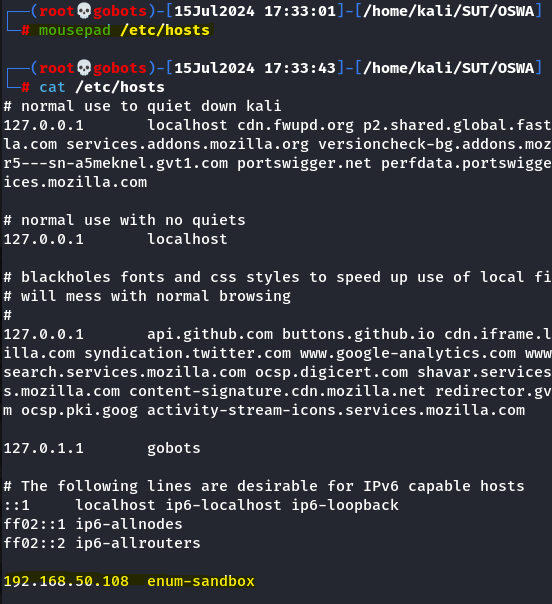 ┌──(root💀gobots)-[15Jul2024 17:33:01]-[/home/kali/SUT/OSWA]
└─# mousepad /etc/hosts
┌──(root💀gobots)-[15Jul2024 17:33:43]-[/home/kali/SUT/OSWA]
└─# cat /etc/hosts
# normal use to quiet down kali
127.0.0.1 localhost cdn.fwupd.org p2.shared.global.fast
la.com services.addons.mozilla.org versioncheck-bg.addons.moz
r5---sn-a5meknel.gvt1.com portswigger.net perfdata.portswigge
ices.mozilla.com
# normal use with no quiets
127.0.0.1 localhost
# blackholes fonts and css styles to speed up use of local fi
# will mess with normal browsing
#
127.0.0.1 api.github.com buttons.github.io cdn.iframe.l
illa.com syndication.twitter.com www.google-analytics.com www
search.services.mozilla.com ocsp.digicert.com shavar.services
s.mozilla.com content-signature.cdn.mozilla.net redirector.gv
m ocsp.pki.goog activity-stream-icons.services.mozilla.com
127.0.1.1 gobots
# The following lines are desirable for IPv6 capable hosts
::1 localhost ip6-localhost ip6-loopback
ff02::1 ip6-allnodes
ff02::2 ip6-allrouters
192.168.50.108 enum-sandbox